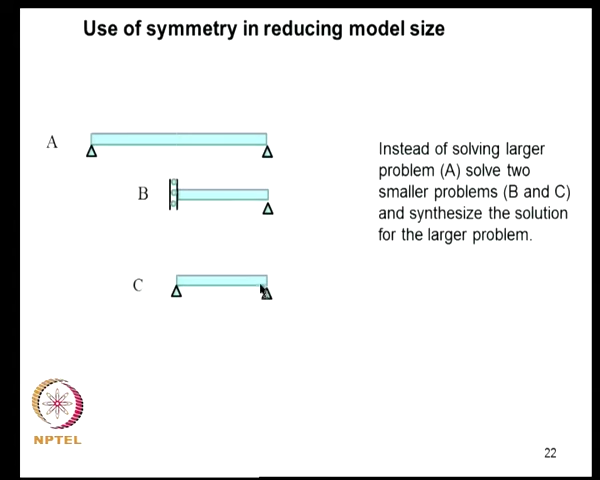 Use of symmetry in reducing model size
A
B
C
Instead of solving larger
problem (A) solve two
smaller problems (B and C)
and synthesize the solution
for the larger problem.
NPTEL
22